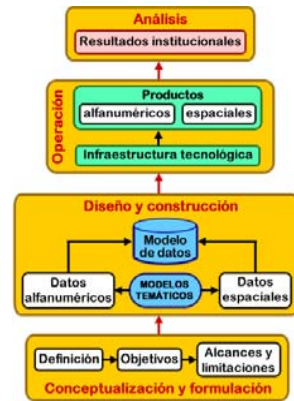 Análisis
Resultados institucionales
Operación
Productos
alfanuméricos espaciales
Infraestructura tecnológica
Diseño y construcción
Modelo
de datos
Datos
alfanuméricos
MODELOS
TEMÁTICOS
Datos
espaciales
Definición Objetivos
Alcances y
limitaciones
Conceptualización y formulación